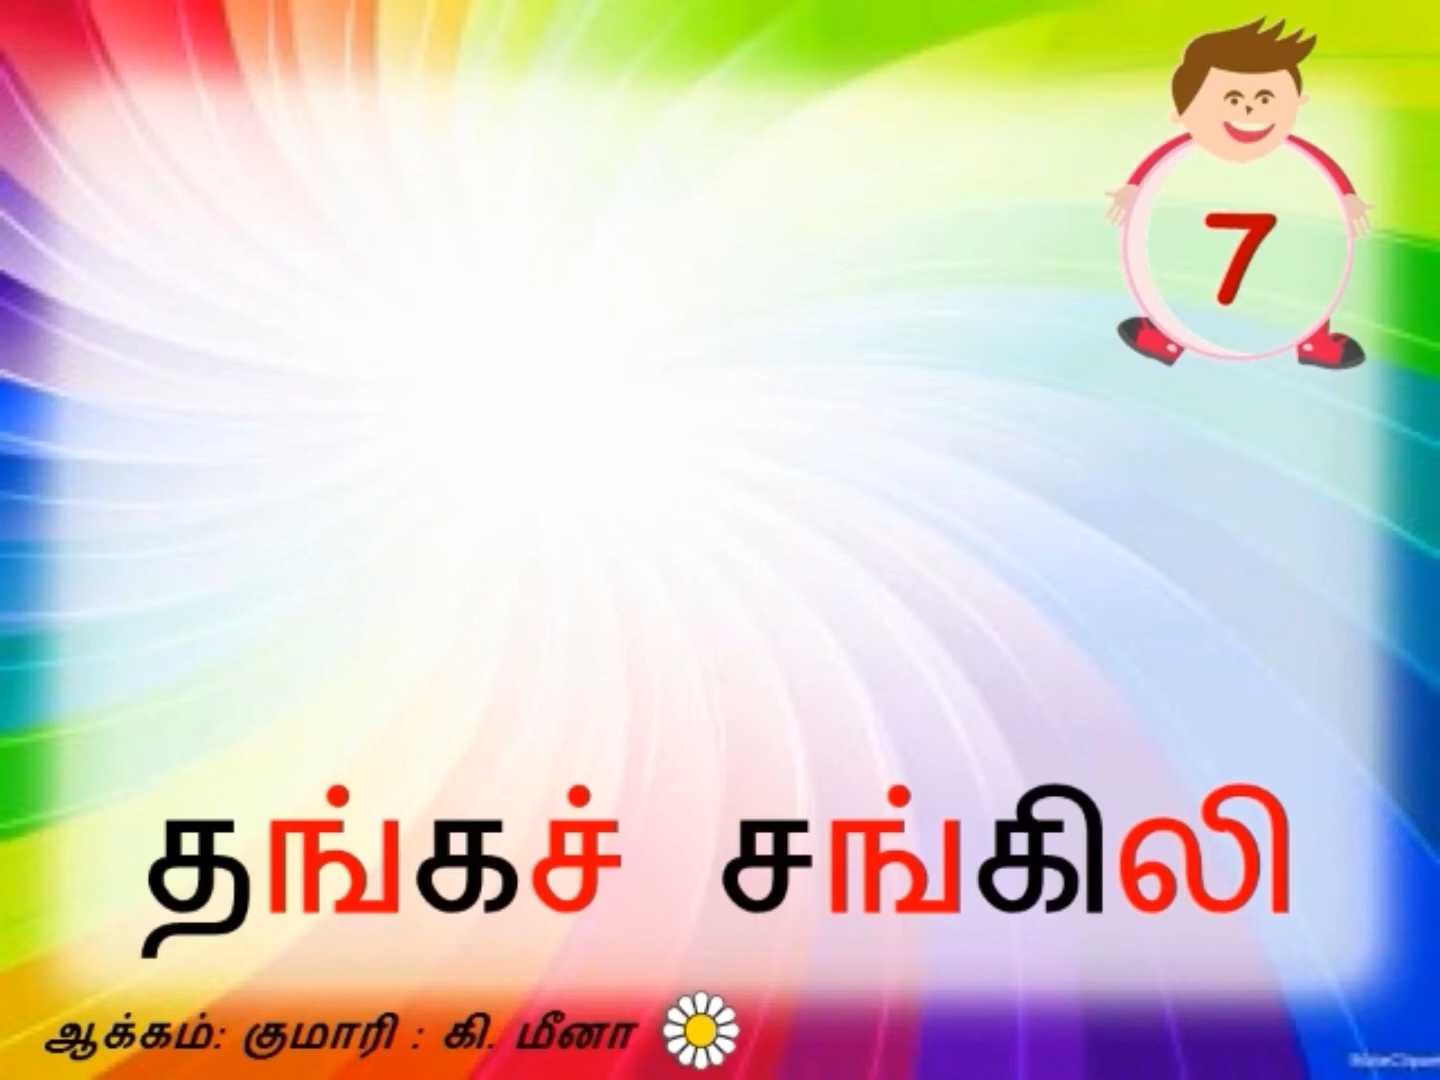 7
தங்கச் சங்கிலி
ஆக்கம்: குமாரி : கி. மீனா